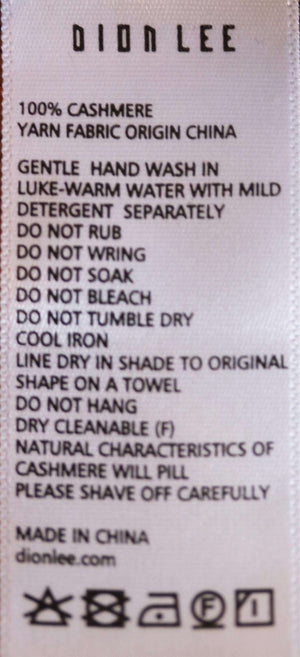 DION LEE
100% CASHMERE
YARN FABRIC ORIGIN CHINA
GENTLE HAND WASH IN
LUKE-WARM WATER WITH MILD
DETERGENT SEPARATELY
DO NOT RUB
DO NOT WRING
DO NOT SOAK
DO NOT BLEACH
DO NOT TUMBLE DRY
COOL IRON
LINE DRY IN SHADE TO ORIGINAL
SHAPE ON A TOWEL
DO NOT HANG
DRY CLEANABLE (F)
NATURAL CHARACTERISTICS OF
CASHMERE WILL PILL
PLEASE SHAVE OFF CAREFULLY
MADE IN CHINA
dionlee.com
F